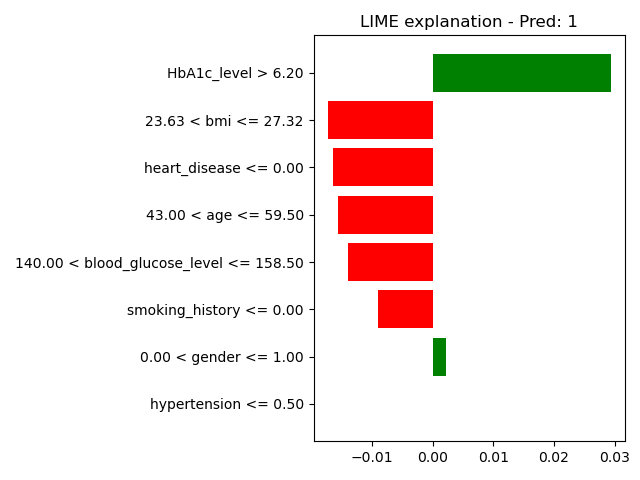 LIME explanation - Pred: 1
HbA1c_level > 6.20
23.63 < bmi <= 27.32
heart_disease <= 0.00
43.00 < age <= 59.50
140.00 < blood_glucose_level <= 158.50
smoking_history <= 0.00
0.00 < gender <= 1.00
hypertension <= 0.50
−0.01 0.00 0.01 0.02 0.03